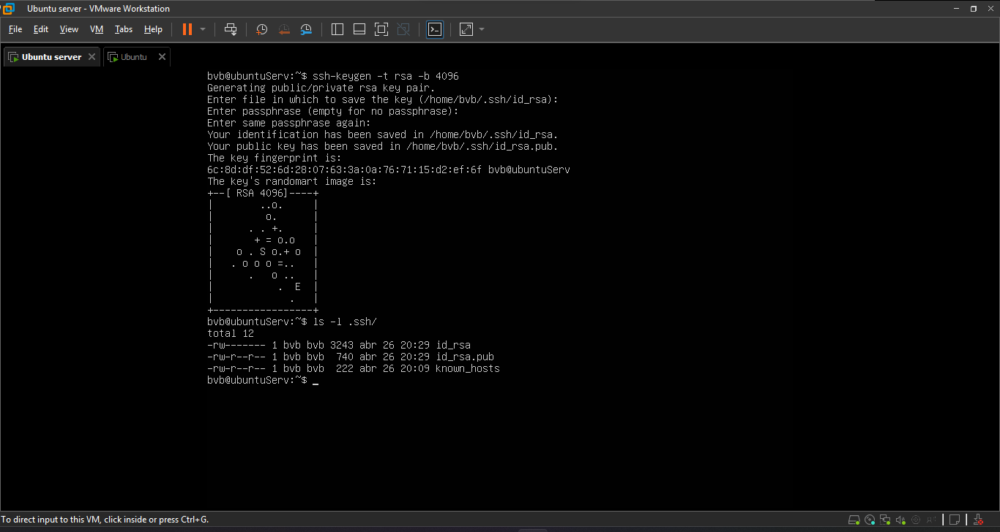 Ubuntu server - VMware Workstation
File Edit View VM Tabs Help
Ubuntu server
Ubuntu
bvb@ubuntuServ:~$ ssh-keygen -t rsa -b 4096
Generating public/private rsa key pair.
Enter file in which to save the key (/home/bvb/.ssh/id_rsa):
Enter passphrase (empty for no passphrase):
Enter same passphrase again:
Your identification has been saved in /home/bvb/.ssh/id_rsa.
Your public key has been saved in /home/bvb/.ssh/id_rsa.pub.
The key fingerprint is:
6c:8d:df:52:6d:28:07:63:3a:0a:76:71:15:d2:ef:6f bvb@ubuntuServ
The key's randomart image is:
+--[ RSA 4096]----+
|        ..o.     |
|         o.      |
|      . . +.     |
|       + = o.o   |
|    o . S o.+ o  |
|   . o o o =..   |
|      .   o ..   |
|           .  E  |
|             .   |
+-----------------+
bvb@ubuntuServ:~$ ls -l .ssh/
total 12
-rw------- 1 bvb bvb 3243 abr 26 20:29 id_rsa
-rw-r--r-- 1 bvb bvb  740 abr 26 20:29 id_rsa.pub
-rw-r--r-- 1 bvb bvb  222 abr 26 20:09 known_hosts
bvb@ubuntuServ:~$ _
To direct input to this VM, click inside or press Ctrl+G.